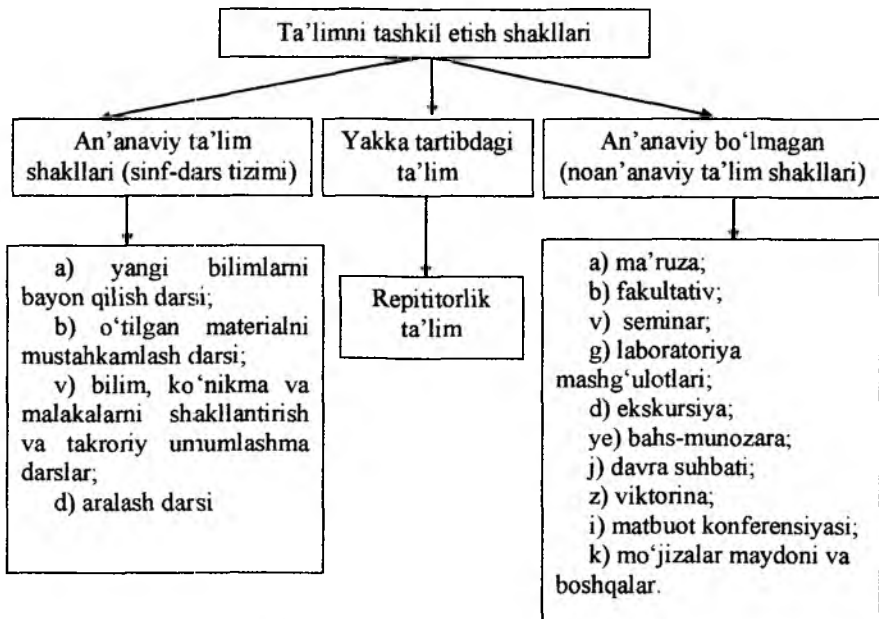 Ta’limni tashkil etish shakllari
An’anaviy ta’lim
shakllari (sinf-dars tizimi)
Yakka tartibdagi
ta’lim
An’anaviy bo‘lmagan
(noan’anaviy ta’lim shakllari)
a) yangi bilimlarni
bayon qilish darsi;
b) o‘tilgan materialni
mustahkamlash darsi;
v) bilim, ko‘nikma va
malakalarni shakllantirish
va takroriy umumlashma
darslar;
d) aralash darsi
Repititorlik
ta’lim
a) ma’ruza;
b) fakultativ;
v) seminar;
g) laboratoriya
mashg‘ulotlari;
d) ekskursiya;
ye) bahs-munozara;
j) davra suhbati;
z) viktorina;
i) matbuot konferensiyasi;
k) mo‘jizalar maydoni va
boshqalar.